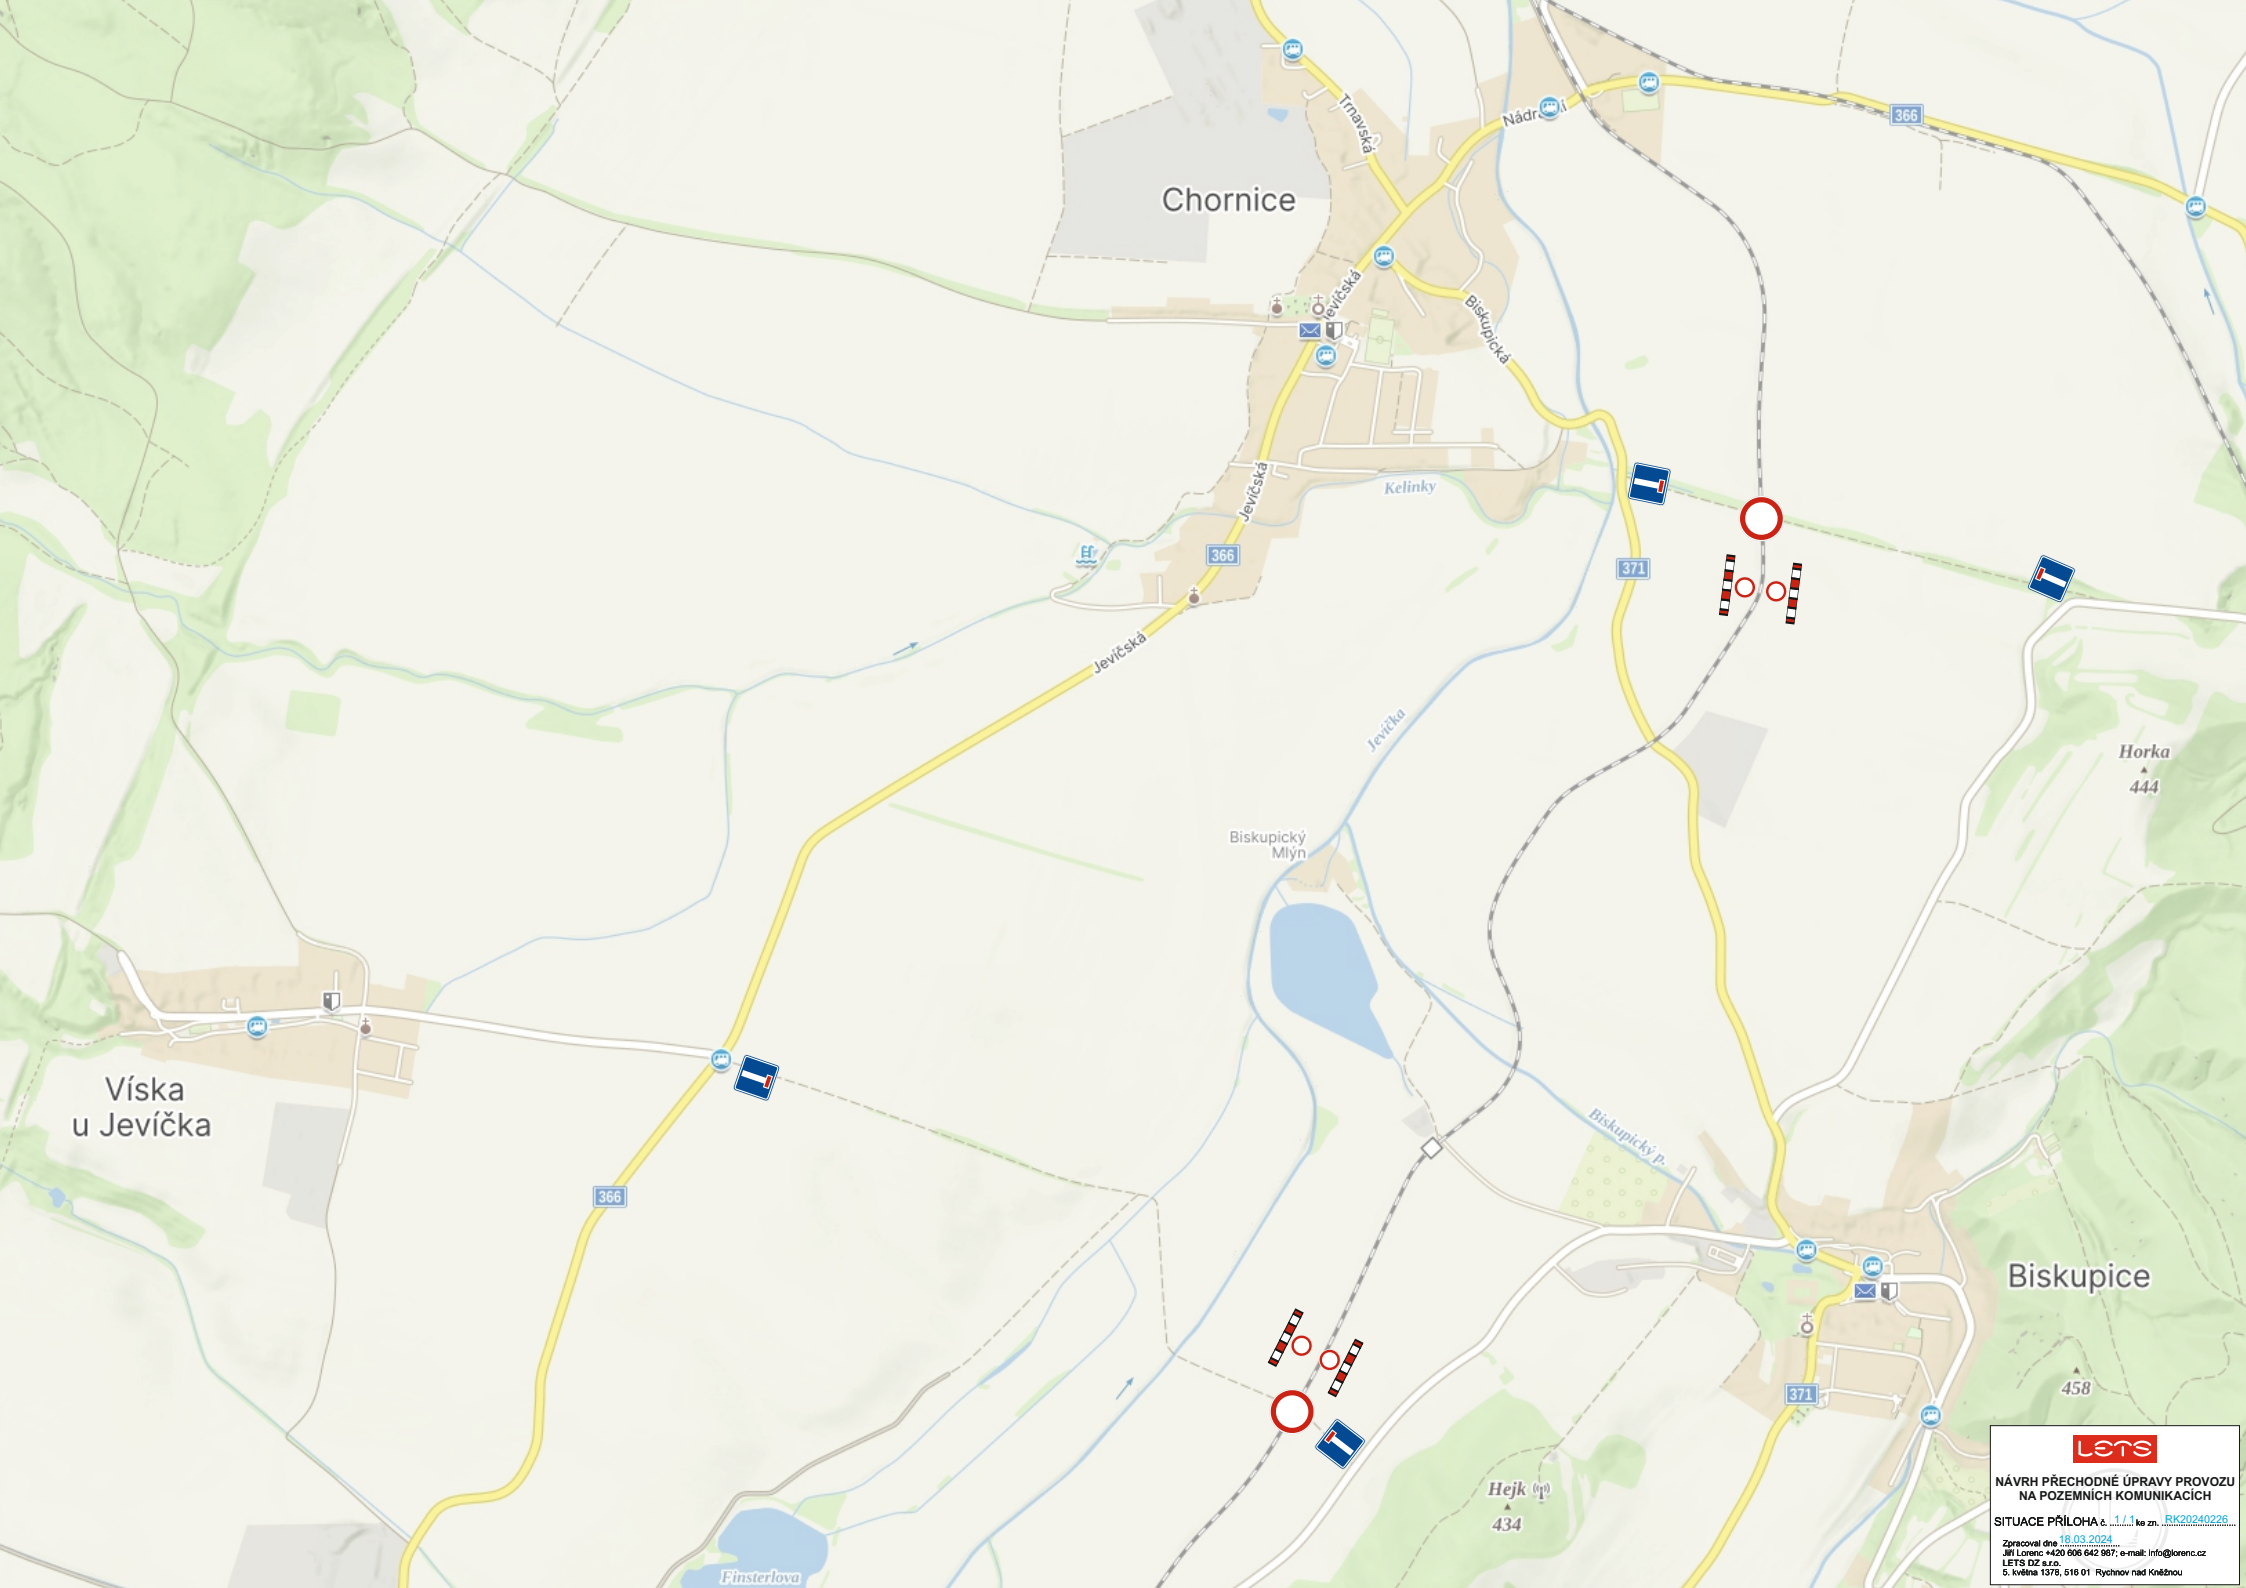 Trnavská
Nádr
366
Chornice
Jevíčská
Biskupická
Kelinky
Jevíčská
366
371
Jevíčská
Jevíčka
Horka
444
Biskupický
Mlýn
Víska
u Jevíčka
Biskupický p.
366
Biskupice
458
371
Hejk
434
Finsterlova
LETS
NÁVRH PŘECHODNÉ ÚPRAVY PROVOZU
NA POZEMNÍCH KOMUNIKACÍCH
SITUACE PŘÍLOHA č. 1 / 1 ke zn. RK20240226
Zpracoval dne 18.03.2024
Jiří Lorenc +420 606 642 987; e-mail: info@lorenc.cz
LETS DZ s.r.o.
5. května 1378, 516 01 Rychnov nad Kněžnou